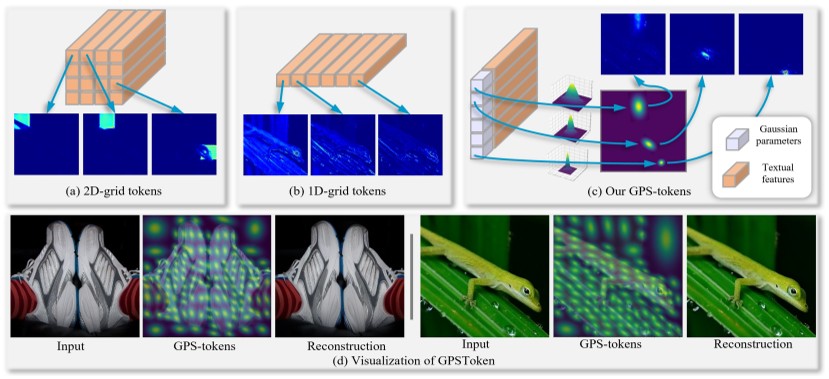 (a) 2D-grid tokens
(b) 1D-grid tokens
(c) Our GPS-tokens
Gaussian
parameters
Textual
features
Input
GPS-tokens
Reconstruction
Input
GPS-tokens
Reconstruction
(d) Visualization of GPSToken